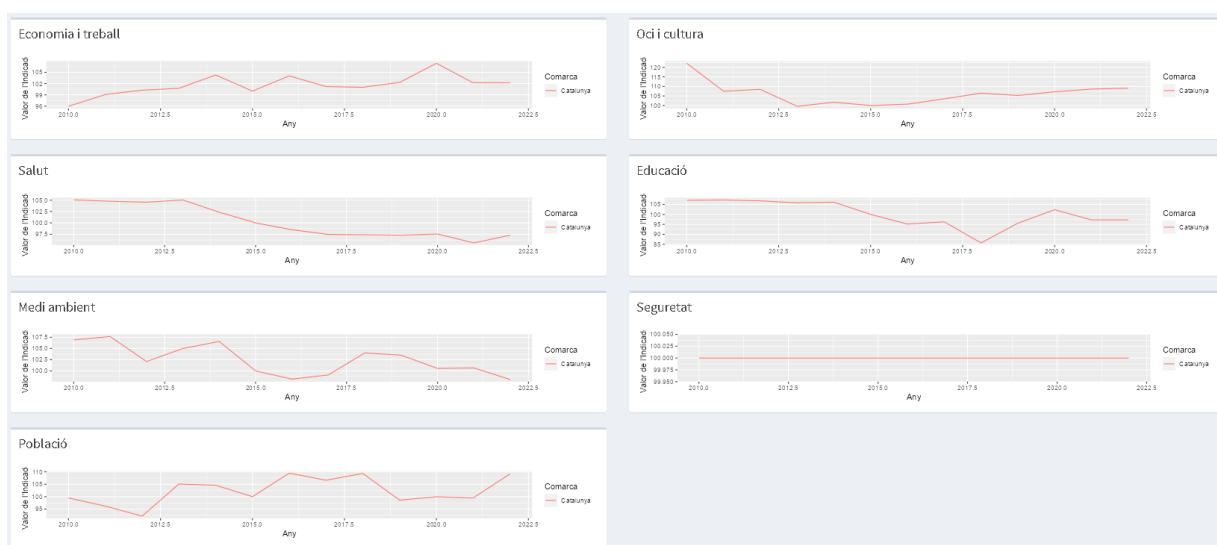 Economia i treball
Valor de l'Indicad
105
102
99
96
2010.0 2012.5 2015.0 2017.5 2020.0 2022.5
Any
Comarca
Catalunya
Oci i cultura
Valor de l'Indicad
120
115
110
105
100
2010.0 2012.5 2015.0 2017.5 2020.0 2022.5
Any
Comarca
Catalunya
Salut
Valor de l'Indicad
105.0
102.5
100.0
97.5
2010.0 2012.5 2015.0 2017.5 2020.0 2022.5
Any
Comarca
Catalunya
Educació
Valor de l'Indicad
105
100
95
90
85
2010.0 2012.5 2015.0 2017.5 2020.0 2022.5
Any
Comarca
Catalunya
Medi ambient
Valor de l'Indicad
107.5
105.0
102.5
100.0
2010.0 2012.5 2015.0 2017.5 2020.0 2022.5
Any
Comarca
Catalunya
Seguretat
Valor de l'Indicad
100.050
100.025
100.000
99.975
99.950
2010.0 2012.5 2015.0 2017.5 2020.0 2022.5
Any
Comarca
Catalunya
Població
Valor de l'Indicad
110
105
100
95
2010.0 2012.5 2015.0 2017.5 2020.0 2022.5
Any
Comarca
Catalunya